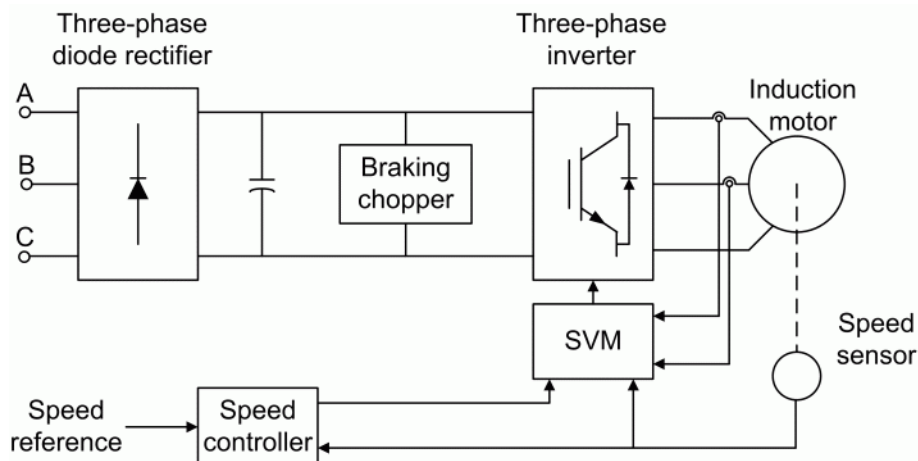 Three-phase
diode rectifier
Three-phase
inverter
Induction
motor
A
B
C
Braking
chopper
SVM
Speed
sensor
Speed
reference
Speed
controller